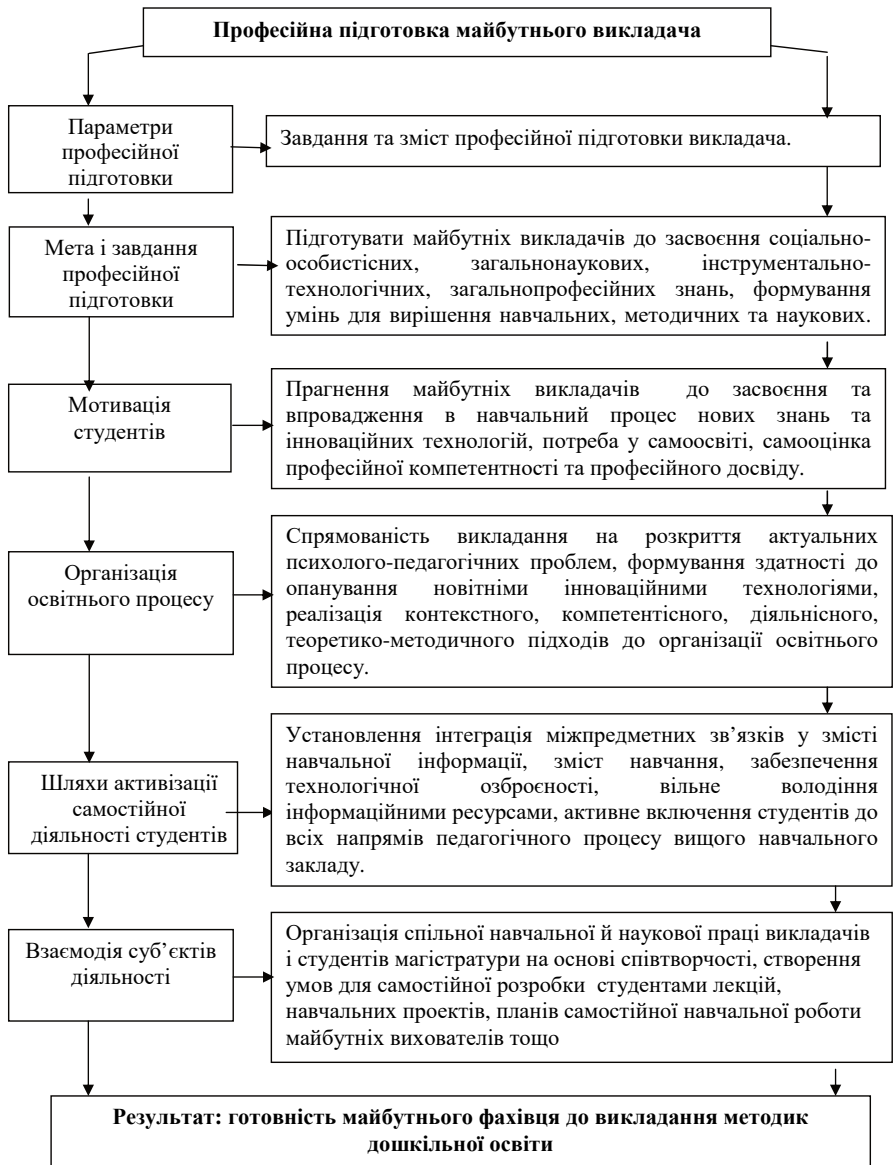 Професійна підготовка майбутнього викладача
Параметри
професійної
підготовки
Завдання та зміст професійної підготовки викладача.
Мета і завдання
професійної
підготовки
Підготувати майбутніх викладачів до засвоєння соціально-
особистісних, загальнонаукових, інструментально-
технологічних, загальнопрофесійних знань, формування
умінь для вирішення навчальних, методичних та наукових.
Мотивація
студентів
Прагнення майбутніх викладачів до засвоєння та
впровадження в навчальний процес нових знань та
інноваційних технологій, потреба у самоосвіті, самооцінка
професійної компетентності та професійного досвіду.
Організація
освітнього процесу
Спрямованість викладання на розкриття актуальних
психолого-педагогічних проблем, формування здатності до
опанування новітніми інноваційними технологіями,
реалізація контекстного, компетентісного, діяльнісного,
теоретико-методичного підходів до організації освітнього
процесу.
Шляхи активізації
самостійної
діяльності студентів
Установлення інтеграція міжпредметних зв’язків у змісті
навчальної інформації, зміст навчання, забезпечення
технологічної озброєності, вільне володіння
інформаційними ресурсами, активне включення студентів до
всіх напрямів педагогічного процесу вищого навчального
закладу.
Взаємодія суб’єктів
діяльності
Організація спільної навчальної й наукової праці викладачів
і студентів магістратури на основі співтворчості, створення
умов для самостійної розробки студентами лекцій,
навчальних проектів, планів самостійної навчальної роботи
майбутніх вихователів тощо
Результат: готовність майбутнього фахівця до викладання методик
дошкільної освіти